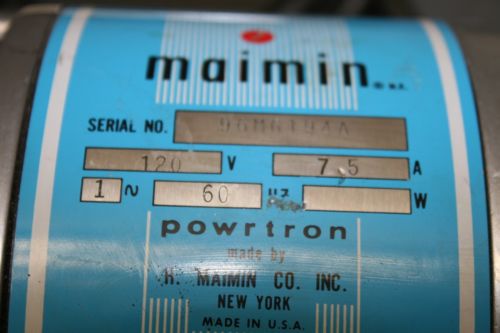 maimin
SERIAL NO. 96M6194A
120 V 7,5 A
1 ~ 60 HZ W
powrtron
made by
H. MAIMIN CO. INC.
NEW YORK
MADE IN U.S.A.